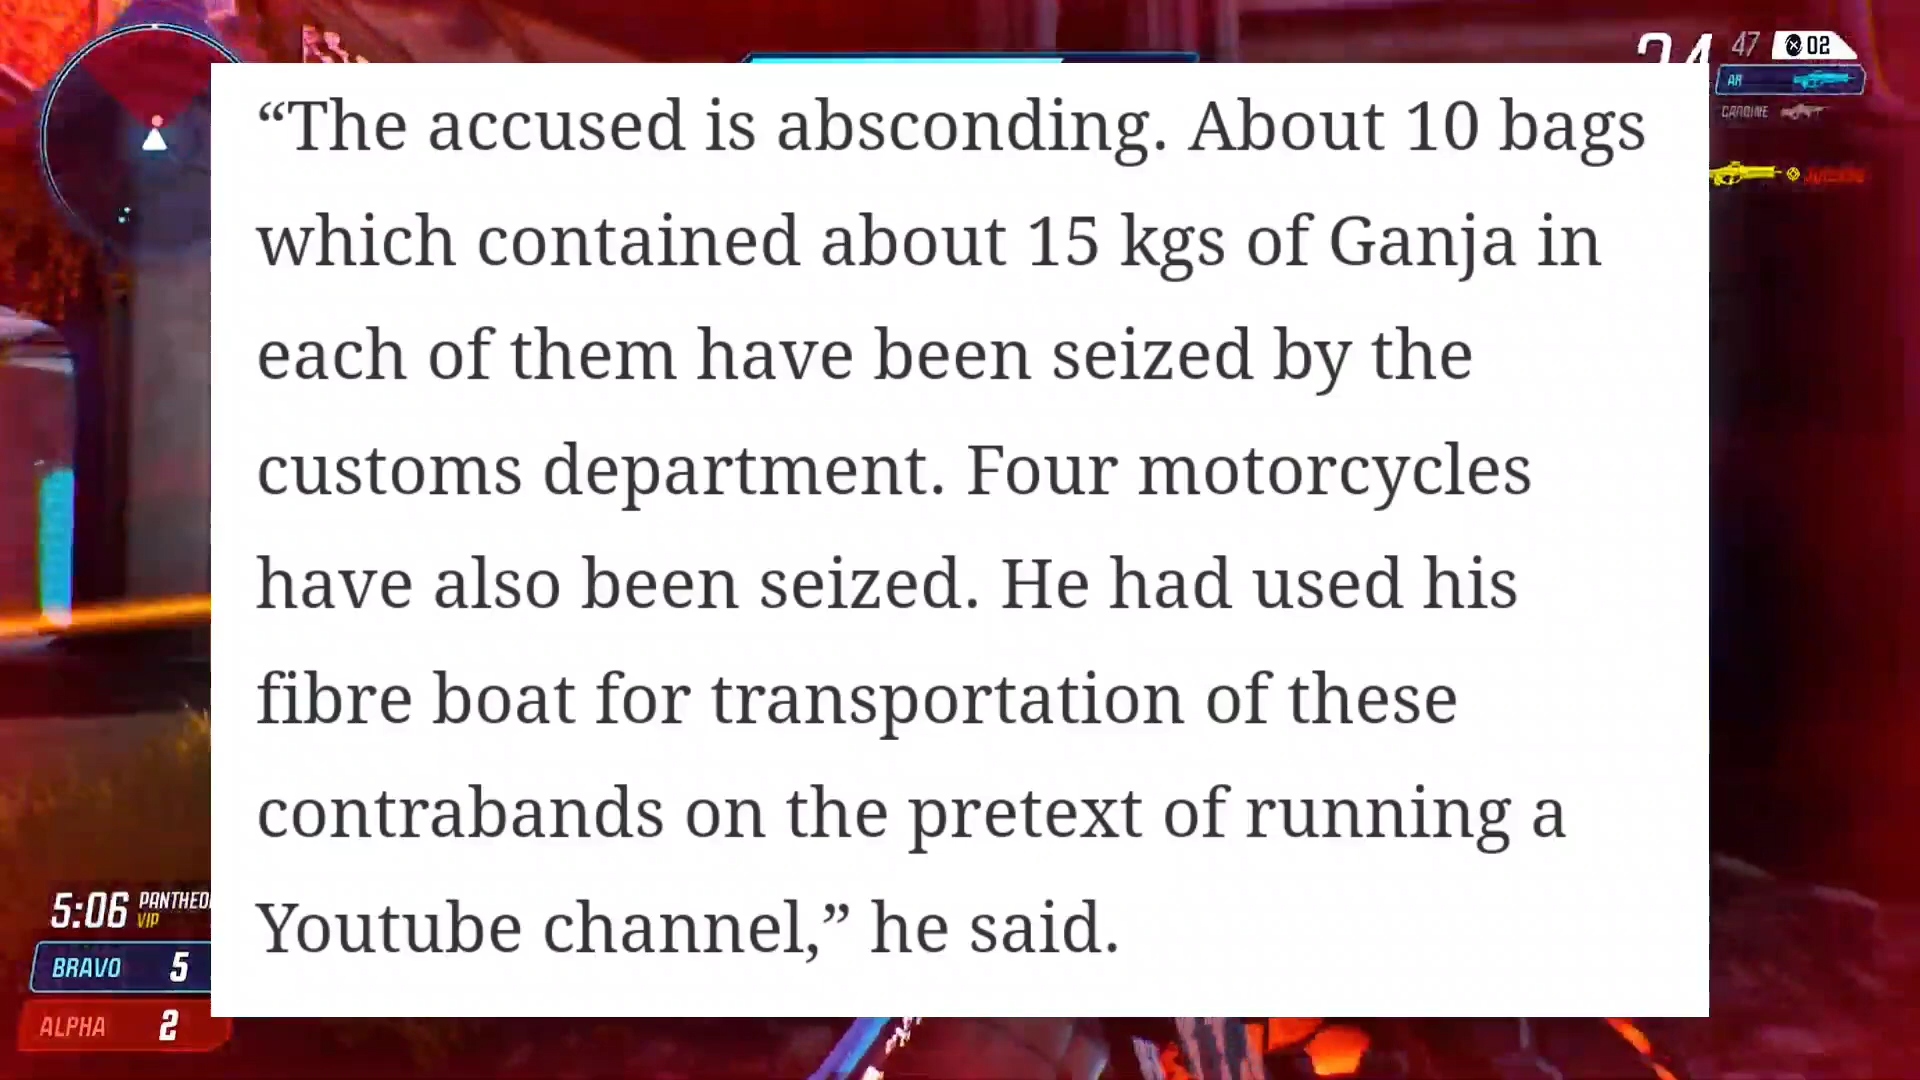 47 02
AR
CARBINE
“The accused is absconding. About 10 bags
which contained about 15 kgs of Ganja in
each of them have been seized by the
customs department. Four motorcycles
have also been seized. He had used his
fibre boat for transportation of these
contrabands on the pretext of running a
Youtube channel,” he said.
5:06
VIP
BRAVO 5
ALPHA 2